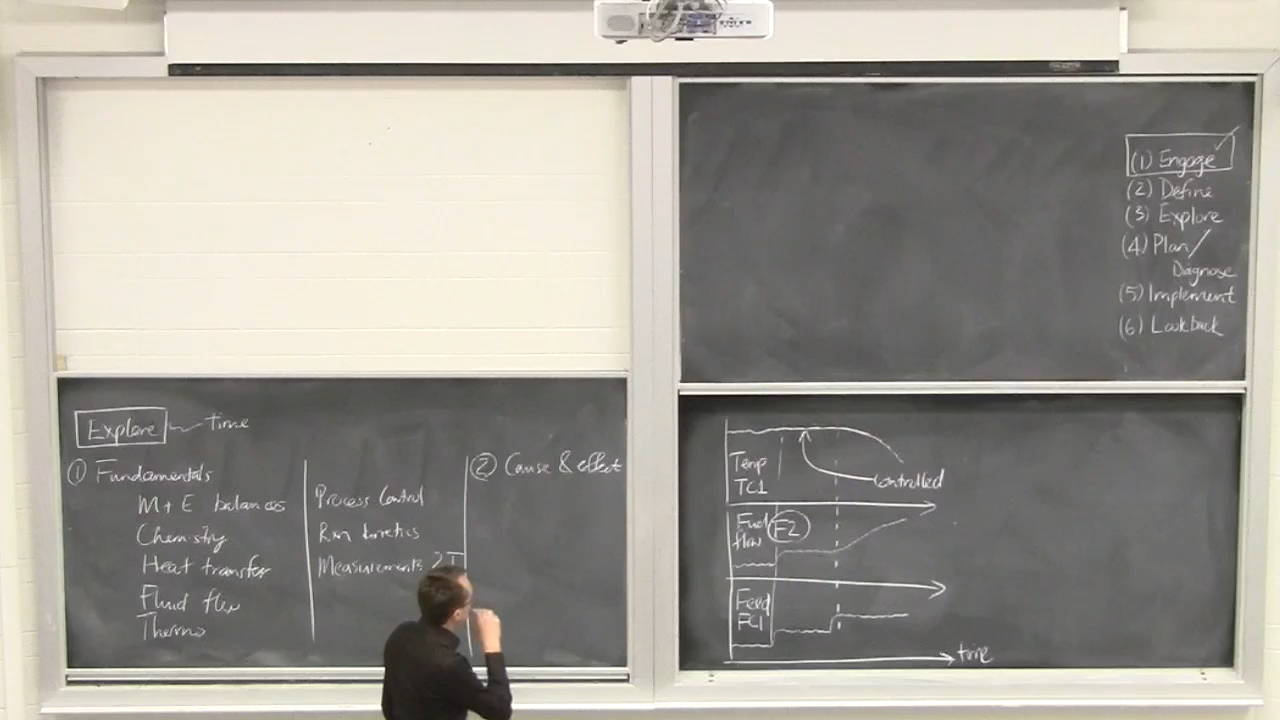 Explore
Time
① Fundamentals
M + E balances
Chemistry
Heat transfer
Fluid flow
Thermo
Process Control
Rxn kinetics
Measurements
② Cause & effect
(1) Engage
(2) Define
(3) Explore
(4) Plan/
Diagnose
(5) Implement
(6) Lookback
Temp
TC1
controlled
Fuel
flow
F2
Feed
FC1
time